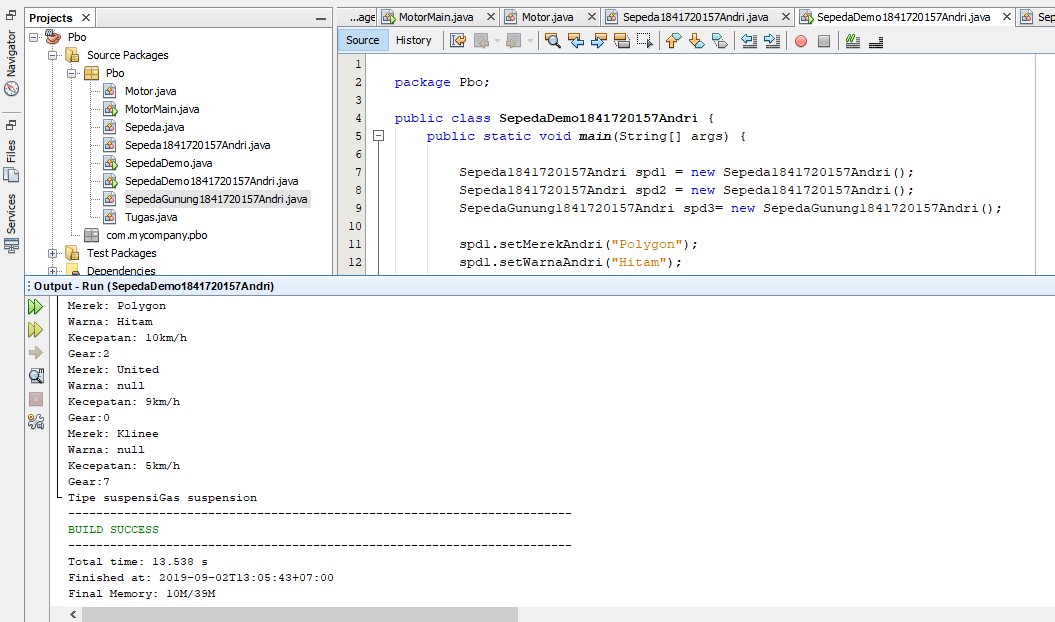 Projects
Navigator
Files
Services
Pbo
Source Packages
Pbo
Motor.java
MotorMain.java
Sepeda.java
Sepeda1841720157Andri.java
SepedaDemo.java
SepedaDemo1841720157Andri.java
SepedaGunung1841720157Andri.java
Tugas.java
com.mycompany.pbo
Test Packages
Dependencies
...age MotorMain.java Motor.java Sepeda1841720157Andri.java SepedaDemo1841720157Andri.java Sep
Source History
1
2 package Pbo;
3
4 public class SepedaDemo1841720157Andri {
5 public static void main(String[] args) {
6
7 Sepeda1841720157Andri spd1 = new Sepeda1841720157Andri();
8 Sepeda1841720157Andri spd2 = new Sepeda1841720157Andri();
9 SepedaGunung1841720157Andri spd3= new SepedaGunung1841720157Andri();
10
11 spd1.setMerekAndri("Polygon");
12 spd1.setWarnaAndri("Hitam");
Output - Run (SepedaDemo1841720157Andri)
Merek: Polygon
Warna: Hitam
Kecepatan: 10km/h
Gear:2
Merek: United
Warna: null
Kecepatan: 9km/h
Gear:0
Merek: Klinee
Warna: null
Kecepatan: 5km/h
Gear:7
Tipe suspensiGas suspension
------------------------------------------------------------------------
BUILD SUCCESS
------------------------------------------------------------------------
Total time: 13.538 s
Finished at: 2019-09-02T13:05:43+07:00
Final Memory: 10M/39M